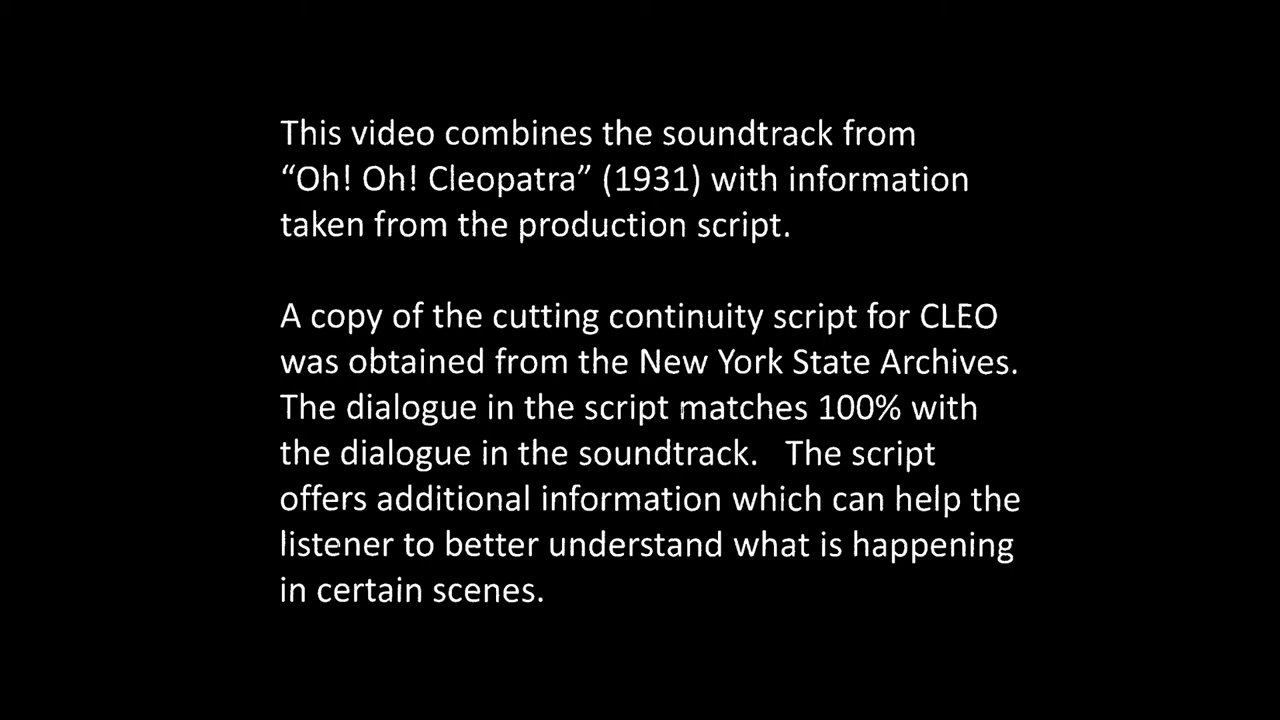 This video combines the soundtrack from
“Oh! Oh! Cleopatra” (1931) with information
taken from the production script.
A copy of the cutting continuity script for CLEO
was obtained from the New York State Archives.
The dialogue in the script matches 100% with
the dialogue in the soundtrack.   The script
offers additional information which can help the
listener to better understand what is happening
in certain scenes.